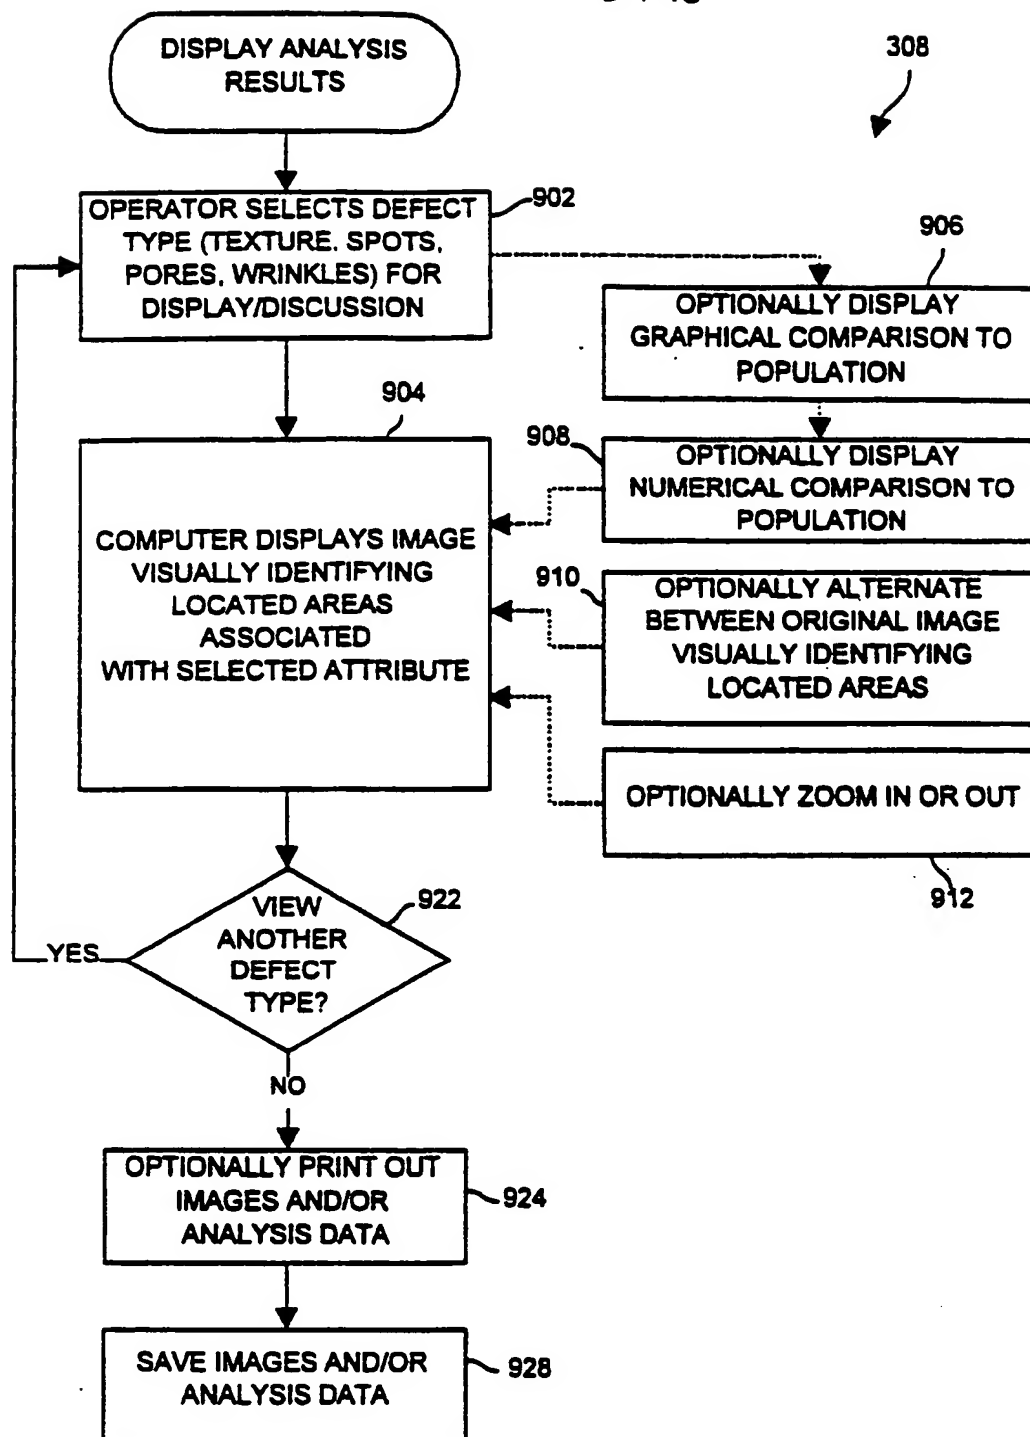 DISPLAY ANALYSIS
RESULTS
308
OPERATOR SELECTS DEFECT
TYPE (TEXTURE. SPOTS,
PORES, WRINKLES) FOR
DISPLAY/DISCUSSION
902
906
OPTIONALLY DISPLAY
GRAPHICAL COMPARISON TO
POPULATION
904
COMPUTER DISPLAYS IMAGE
VISUALLY IDENTIFYING
LOCATED AREAS
ASSOCIATED
WITH SELECTED ATTRIBUTE
908
OPTIONALLY DISPLAY
NUMERICAL COMPARISON TO
POPULATION
910
OPTIONALLY ALTERNATE
BETWEEN ORIGINAL IMAGE
VISUALLY IDENTIFYING
LOCATED AREAS
OPTIONALLY ZOOM IN OR OUT
912
VIEW
ANOTHER
DEFECT
TYPE?
922
YES
NO
OPTIONALLY PRINT OUT
IMAGES AND/OR
ANALYSIS DATA
924
SAVE IMAGES AND/OR
ANALYSIS DATA
928